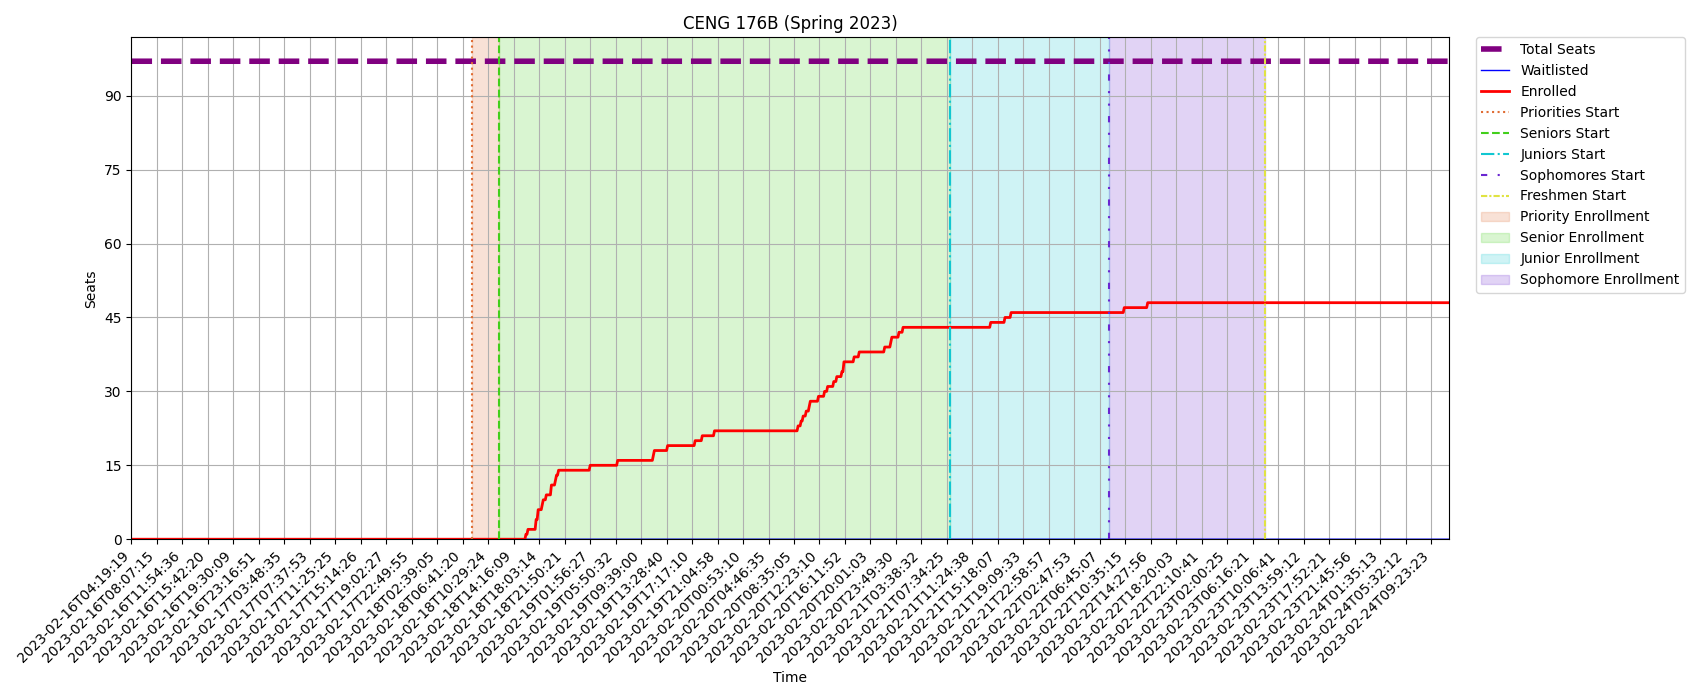 CENG 176B (Spring 2023)
Total Seats
Waitlisted
Enrolled
Priorities Start
Seniors Start
Juniors Start
Sophomores Start
Freshmen Start
Priority Enrollment
Senior Enrollment
Junior Enrollment
Sophomore Enrollment
Seats
90
75
60
45
30
15
0
2023-02-16T04:19:19
2023-02-16T08:07:15
2023-02-16T11:54:36
2023-02-16T15:42:20
2023-02-16T19:30:09
2023-02-16T23:16:51
2023-02-17T03:48:35
2023-02-17T07:37:53
2023-02-17T11:25:25
2023-02-17T15:14:26
2023-02-17T19:02:27
2023-02-17T22:49:55
2023-02-18T02:39:05
2023-02-18T06:41:20
2023-02-18T10:29:24
2023-02-18T14:16:09
2023-02-18T18:03:14
2023-02-18T21:50:21
2023-02-19T01:56:27
2023-02-19T05:50:32
2023-02-19T09:39:00
2023-02-19T13:28:40
2023-02-19T17:17:10
2023-02-19T21:04:58
2023-02-20T00:53:10
2023-02-20T04:46:35
2023-02-20T08:35:05
2023-02-20T12:23:10
2023-02-20T16:11:52
2023-02-20T20:01:03
2023-02-20T23:49:30
2023-02-21T03:38:32
2023-02-21T07:34:25
2023-02-21T11:24:38
2023-02-21T15:18:07
2023-02-21T19:09:33
2023-02-21T22:58:57
2023-02-22T02:47:53
2023-02-22T06:45:07
2023-02-22T10:35:15
2023-02-22T14:27:56
2023-02-22T18:20:03
2023-02-22T22:10:41
2023-02-23T02:00:25
2023-02-23T06:16:21
2023-02-23T10:06:41
2023-02-23T13:59:12
2023-02-23T17:52:21
2023-02-23T21:45:56
2023-02-24T01:35:13
2023-02-24T05:32:12
2023-02-24T09:23:23
Time